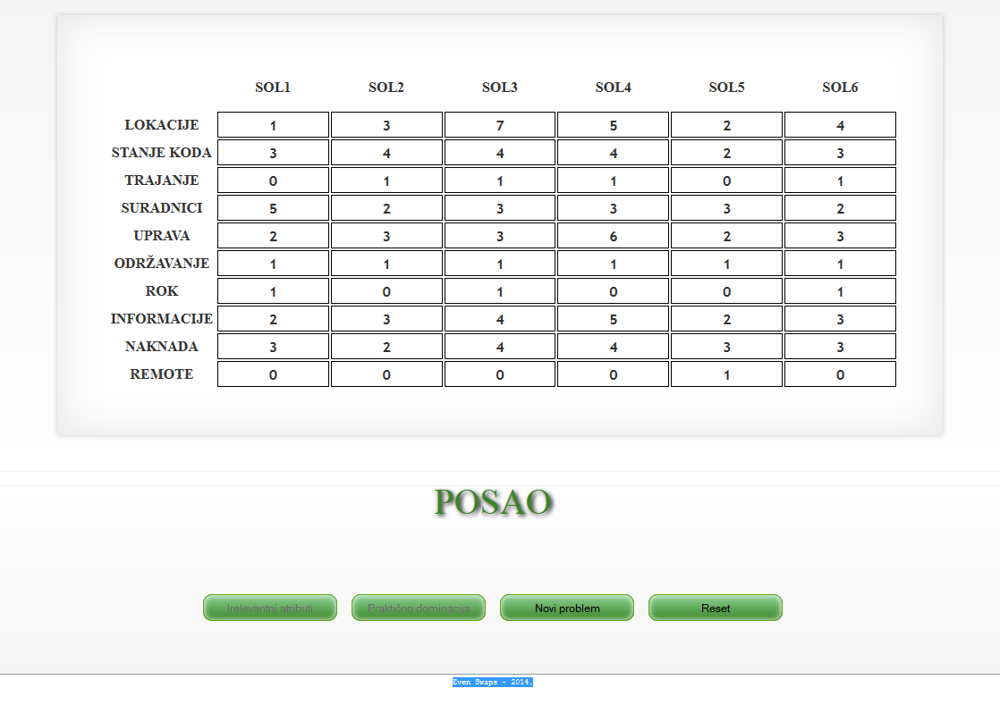 SOL1 SOL2 SOL3 SOL4 SOL5 SOL6
LOKACIJE 1 3 7 5 2 4
STANJE KODA 3 4 4 4 2 3
TRAJANJE 0 1 1 1 0 1
SURADNICI 5 2 3 3 3 2
UPRAVA 2 3 3 6 2 3
ODRŽAVANJE 1 1 1 1 1 1
ROK 1 0 1 0 0 1
INFORMACIJE 2 3 4 5 2 3
NAKNADA 3 2 4 4 3 3
REMOTE 0 0 0 0 1 0
POSAO
Irelevantni atributi Praktično dominacija Novi problem Reset
Even Swaps - 2014.